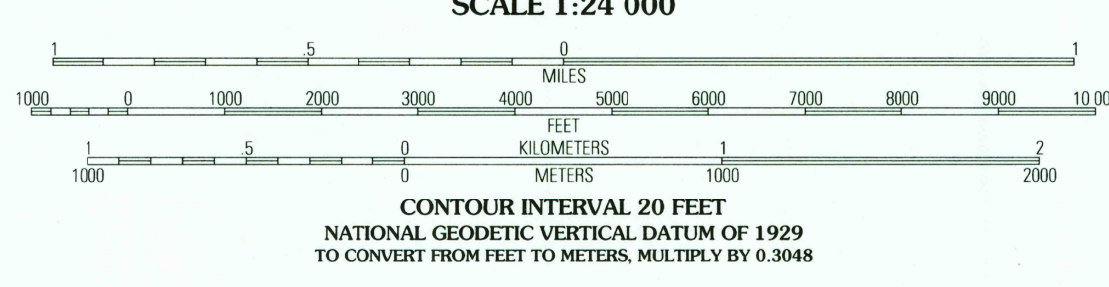 SCALE 1:24 000
1 .5 0 1
MILES
1000 0 1000 2000 3000 4000 5000 6000 7000 8000 9000 10 00
FEET
1 .5 0 KILOMETERS 1 2
1000 0 METERS 1000 2000
CONTOUR INTERVAL 20 FEET
NATIONAL GEODETIC VERTICAL DATUM OF 1929
TO CONVERT FROM FEET TO METERS, MULTIPLY BY 0.3048